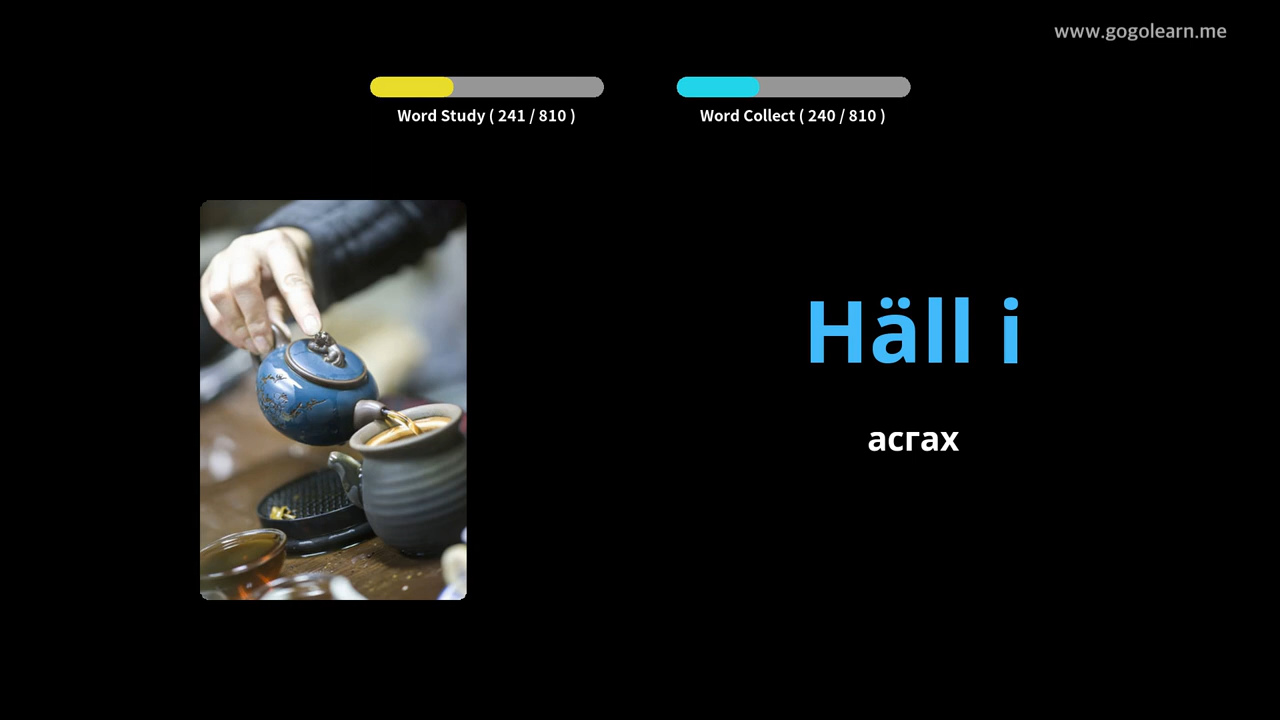 www.gogolearn.me
Word Study ( 241 / 810 )
Word Collect ( 240 / 810 )
Häll i
асгах